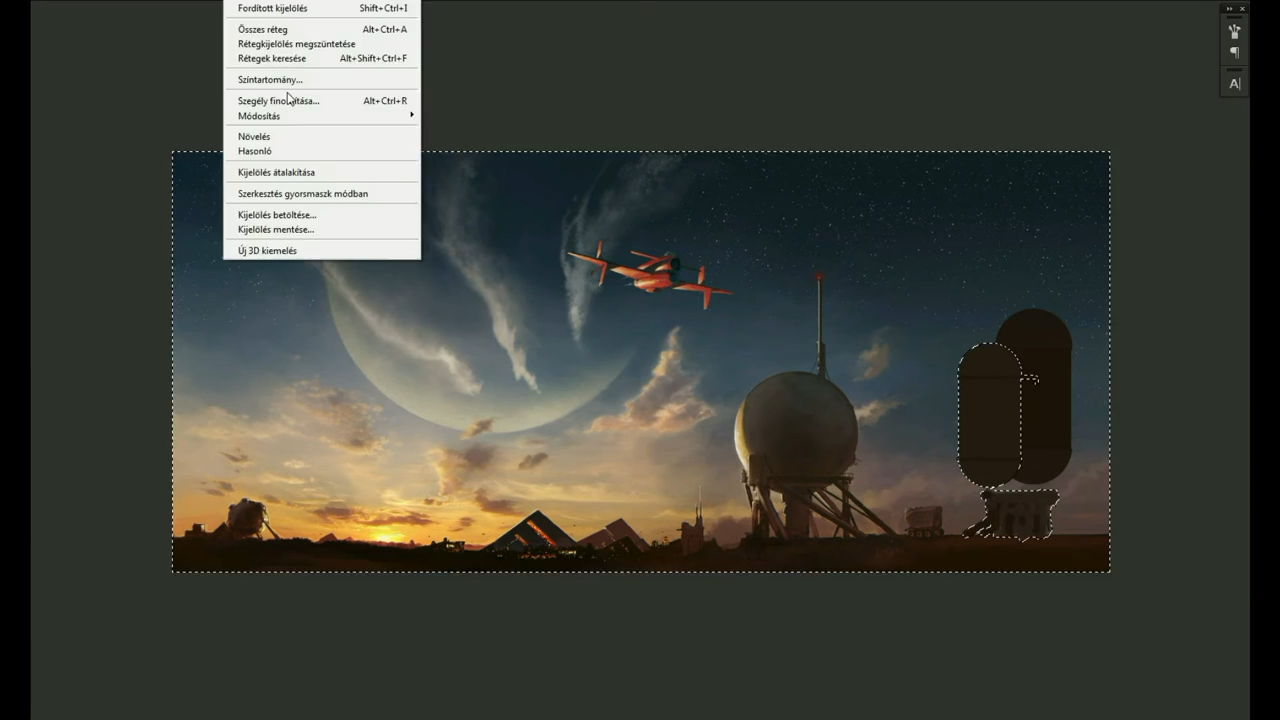 Fordított kijelölés Shift+Ctrl+I
Összes réteg Alt+Ctrl+A
Rétegkijelölés megszüntetése
Rétegek keresése Alt+Shift+Ctrl+F
Színtartomány...
Szegély finomítása... Alt+Ctrl+R
Módosítás
Növelés
Hasonló
Kijelölés átalakítása
Szerkesztés gyorsmaszk módban
Kijelölés betöltése...
Kijelölés mentése...
Új 3D kiemelés